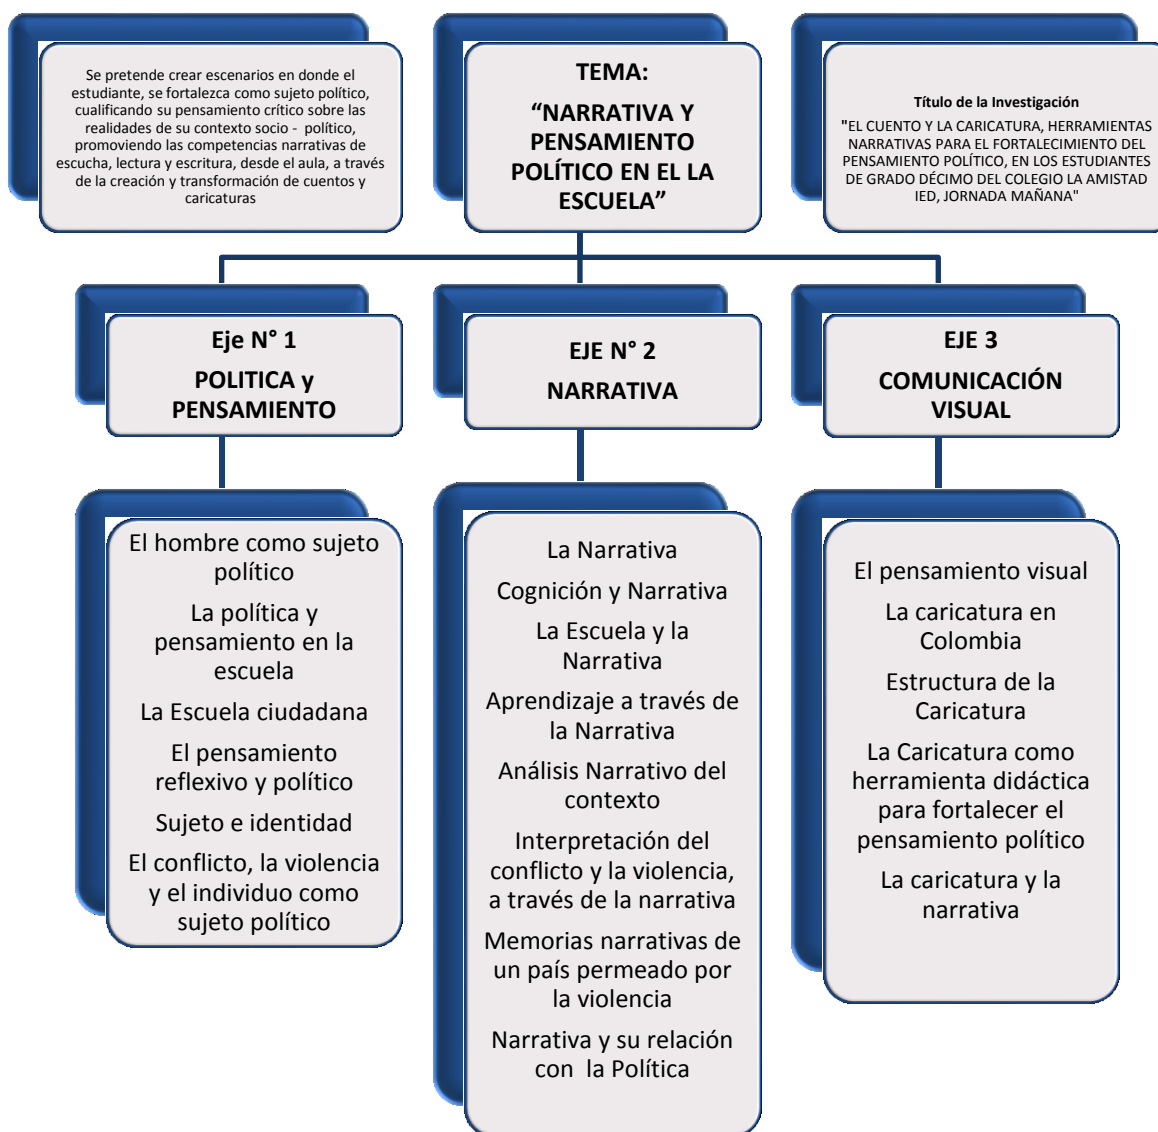 Se pretende crear escenarios en donde el
estudiante, se fortalezca como sujeto político,
cualificando su pensamiento crítico sobre las
realidades de su contexto socio - político,
promoviendo las competencias narrativas de
escucha, lectura y escritura, desde el aula, a través
de la creación y transformación de cuentos y
caricaturas
TEMA:
“NARRATIVA Y
PENSAMIENTO
POLÍTICO EN EL LA
ESCUELA”
Título de la Investigación
"EL CUENTO Y LA CARICATURA, HERRAMIENTAS
NARRATIVAS PARA EL FORTALECIMIENTO DEL
PENSAMIENTO POLÍTICO, EN LOS ESTUDIANTES
DE GRADO DÉCIMO DEL COLEGIO LA AMISTAD
IED, JORNADA MAÑANA"
Eje N° 1
POLITICA y
PENSAMIENTO
EJE N° 2
NARRATIVA
EJE 3
COMUNICACIÓN
VISUAL
El hombre como sujeto
político
La política y
pensamiento en la
escuela
La Escuela ciudadana
El pensamiento
reflexivo y político
Sujeto e identidad
El conflicto, la violencia
y el individuo como
sujeto político
La Narrativa
Cognición y Narrativa
La Escuela y la
Narrativa
Aprendizaje a través de
la Narrativa
Análisis Narrativo del
contexto
Interpretación del
conflicto y la violencia,
a través de la narrativa
Memorias narrativas de
un país permeado por
la violencia
Narrativa y su relación
con la Política
El pensamiento visual
La caricatura en
Colombia
Estructura de la
Caricatura
La Caricatura como
herramienta didáctica
para fortalecer el
pensamiento político
La caricatura y la
narrativa